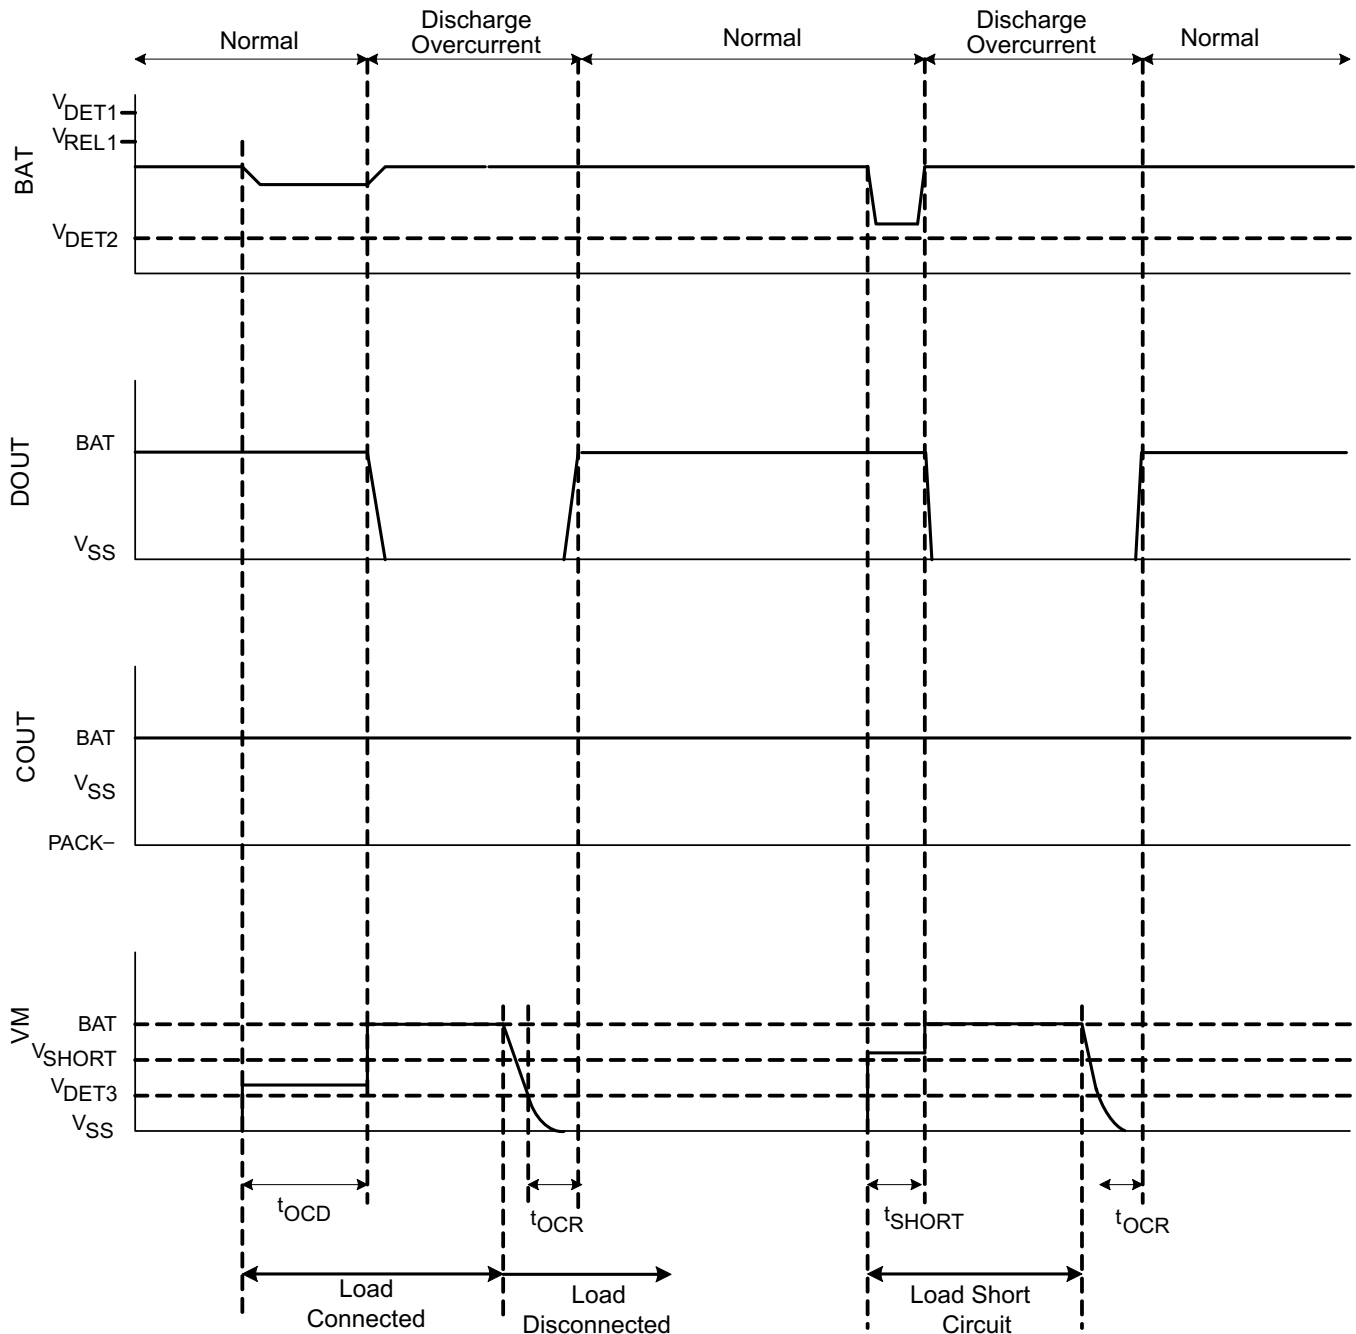 Normal
Discharge
Overcurrent
Normal
Discharge
Overcurrent
Normal
BAT
VDET1
VREL1
VDET2
DOUT
BAT
VSS
COUT
BAT
VSS
PACK–
VM
BAT
VSHORT
VDET3
VSS
tOCD
tOCR
tSHORT
tOCR
Load
Connected
Load
Disconnected
Load Short
Circuit